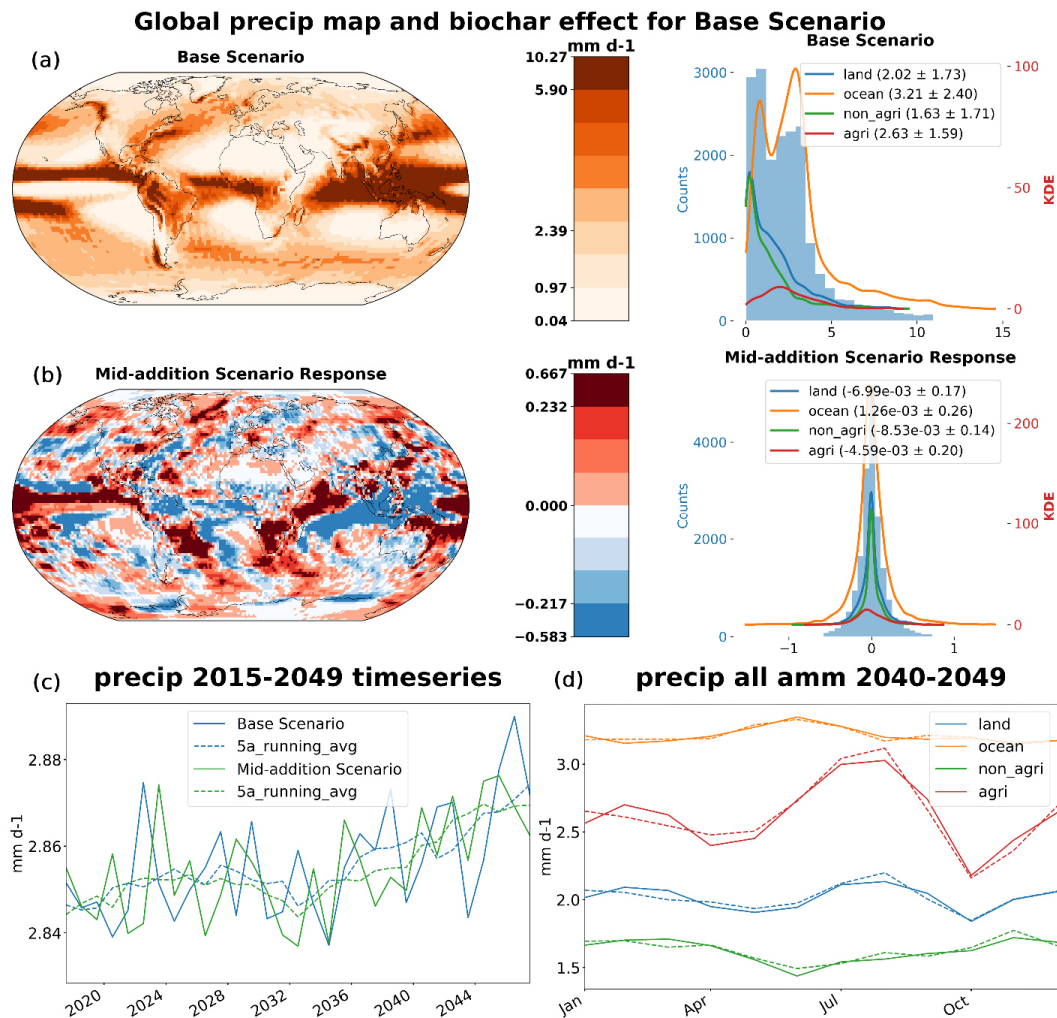 Global precip map and biochar effect for Base Scenario
(a)
Base Scenario
mm d-1
10.27
5.90
2.39
0.97
0.04
Base Scenario
land (2.02 ± 1.73)
ocean (3.21 ± 2.40)
non_agri (1.63 ± 1.71)
agri (2.63 ± 1.59)
3000
2000
1000
0
Counts
100
50
0
KDE
0
5
10
15
(b)
Mid-addition Scenario Response
mm d-1
0.667
0.232
0.000
−0.217
−0.583
Mid-addition Scenario Response
land (-6.99e-03 ± 0.17)
ocean (1.26e-03 ± 0.26)
non_agri (-8.53e-03 ± 0.14)
agri (-4.59e-03 ± 0.20)
4000
2000
0
Counts
200
100
0
KDE
−1
0
1
(c)
precip 2015-2049 timeseries
Base Scenario
5a_running_avg
Mid-addition Scenario
5a_running_avg
2.88
2.86
2.84
mm d-1
2020
2024
2028
2032
2036
2040
2044
(d)
precip all amm 2040-2049
land
ocean
non_agri
agri
3.0
2.5
2.0
1.5
mm d-1
Jan
Apr
Jul
Oct